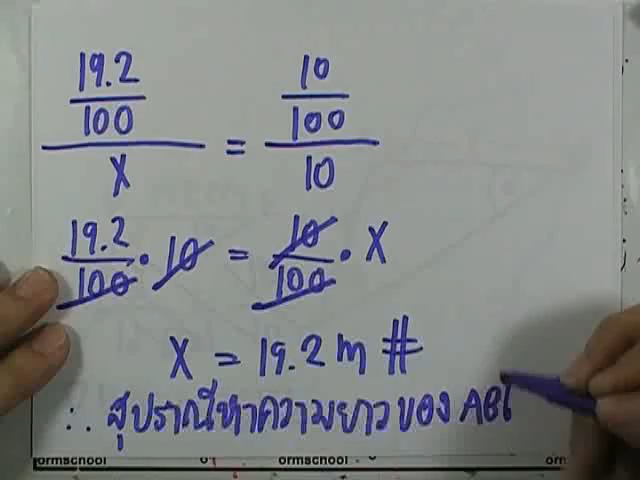 19.2
100
X
=
10
100
10
19.2
100
· 10 =
10
100
· X
X = 19.2 m #
∴ สุปราณีหาความยาวของ AB
ormschool ormschool orm